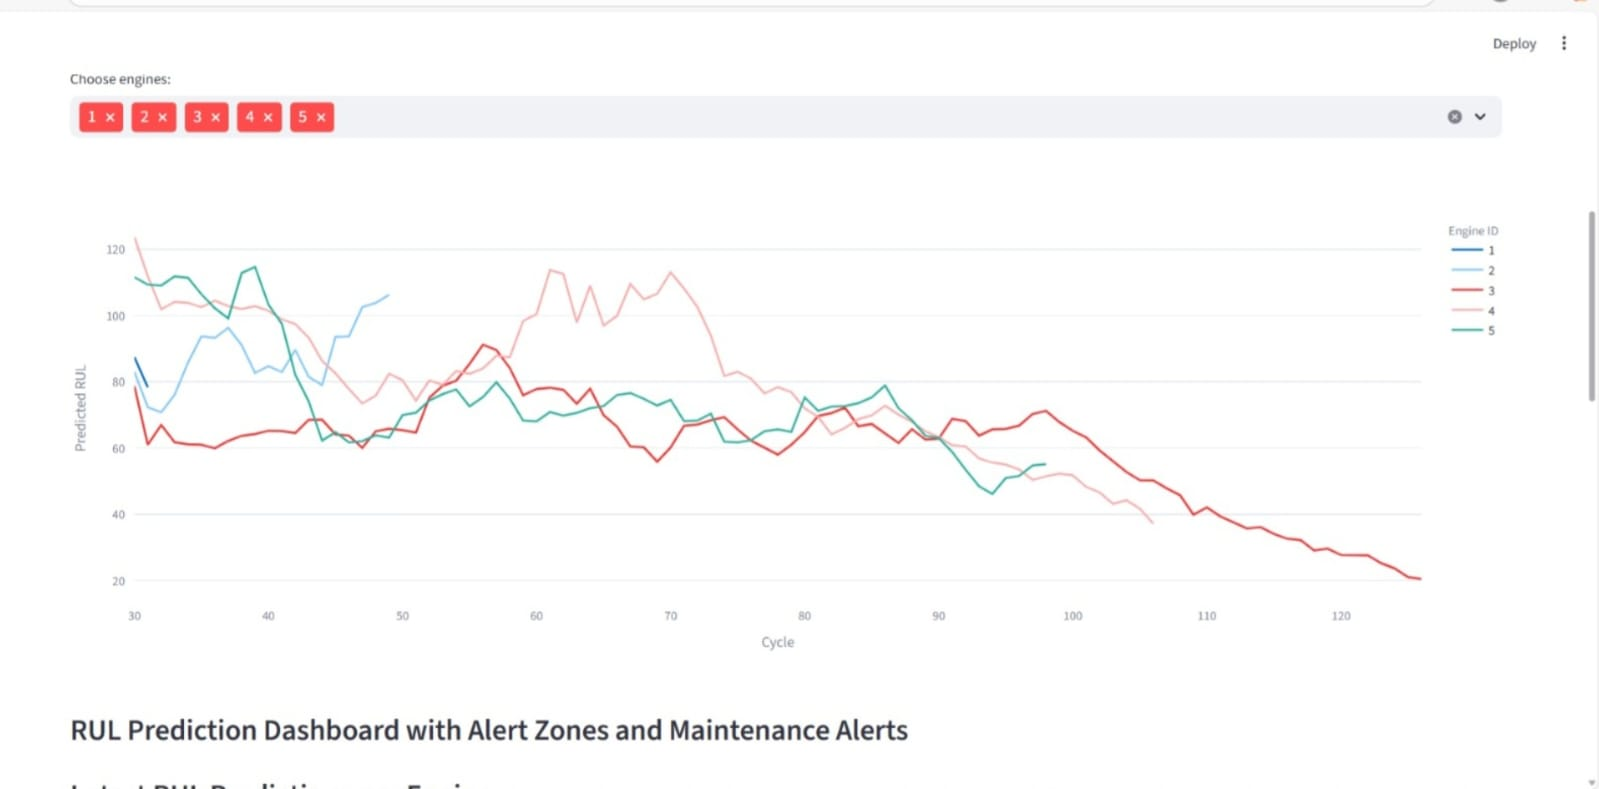 Deploy
Choose engines:
1 × 2 × 3 × 4 × 5 ×
Engine ID
1
2
3
4
5
Predicted RUL
120
100
80
60
40
20
30 40 50 60 70 80 90 100 110 120
Cycle
RUL Prediction Dashboard with Alert Zones and Maintenance Alerts